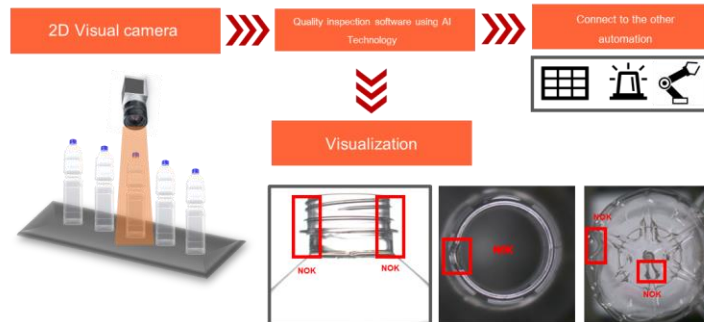 2D Visual camera
Quality inspection software using AI
Technology
Connect to the other
automation
Visualization
NOK
NOK
NOK
NOK
NOK